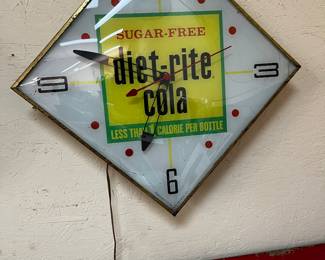 SUGAR-FREE
diet-rite
cola
LESS THAN 1 CALORIE PER BOTTLE
9
3
6